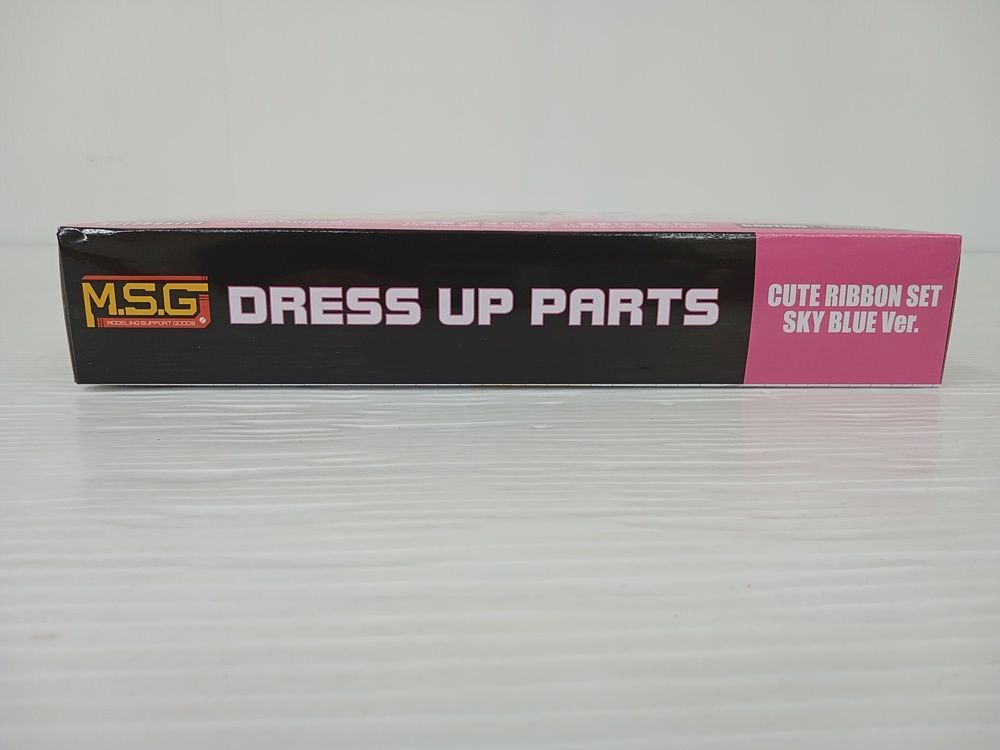 M.S.G
MODELING SUPPORT GOODS
DRESS UP PARTS
CUTE RIBBON SET
SKY BLUE Ver.